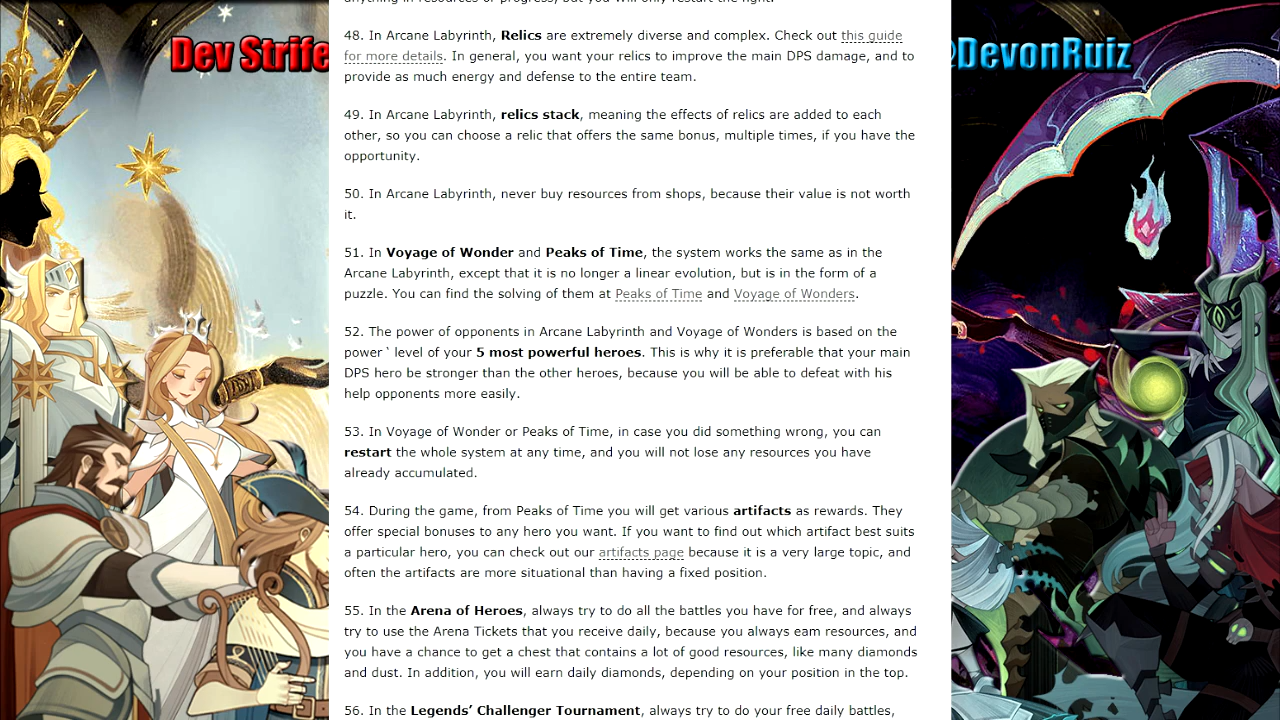 anything in resources or progress, but you will only restart the fight.
Dev Strife
@DevonRuiz
48. In Arcane Labyrinth, Relics are extremely diverse and complex. Check out this guide
for more details. In general, you want your relics to improve the main DPS damage, and to
provide as much energy and defense to the entire team.
49. In Arcane Labyrinth, relics stack, meaning the effects of relics are added to each
other, so you can choose a relic that offers the same bonus, multiple times, if you have the
opportunity.
50. In Arcane Labyrinth, never buy resources from shops, because their value is not worth
it.
51. In Voyage of Wonder and Peaks of Time, the system works the same as in the
Arcane Labyrinth, except that it is no longer a linear evolution, but is in the form of a
puzzle. You can find the solving of them at Peaks of Time and Voyage of Wonders.
52. The power of opponents in Arcane Labyrinth and Voyage of Wonders is based on the
power ` level of your 5 most powerful heroes. This is why it is preferable that your main
DPS hero be stronger than the other heroes, because you will be able to defeat with his
help opponents more easily.
53. In Voyage of Wonder or Peaks of Time, in case you did something wrong, you can
restart the whole system at any time, and you will not lose any resources you have
already accumulated.
54. During the game, from Peaks of Time you will get various artifacts as rewards. They
offer special bonuses to any hero you want. If you want to find out which artifact best suits
a particular hero, you can check out our artifacts page because it is a very large topic, and
often the artifacts are more situational than having a fixed position.
55. In the Arena of Heroes, always try to do all the battles you have for free, and always
try to use the Arena Tickets that you receive daily, because you always earn resources, and
you have a chance to get a chest that contains a lot of good resources, like many diamonds
and dust. In addition, you will earn daily diamonds, depending on your position in the top.
56. In the Legends’ Challenger Tournament, always try to do your free daily battles,